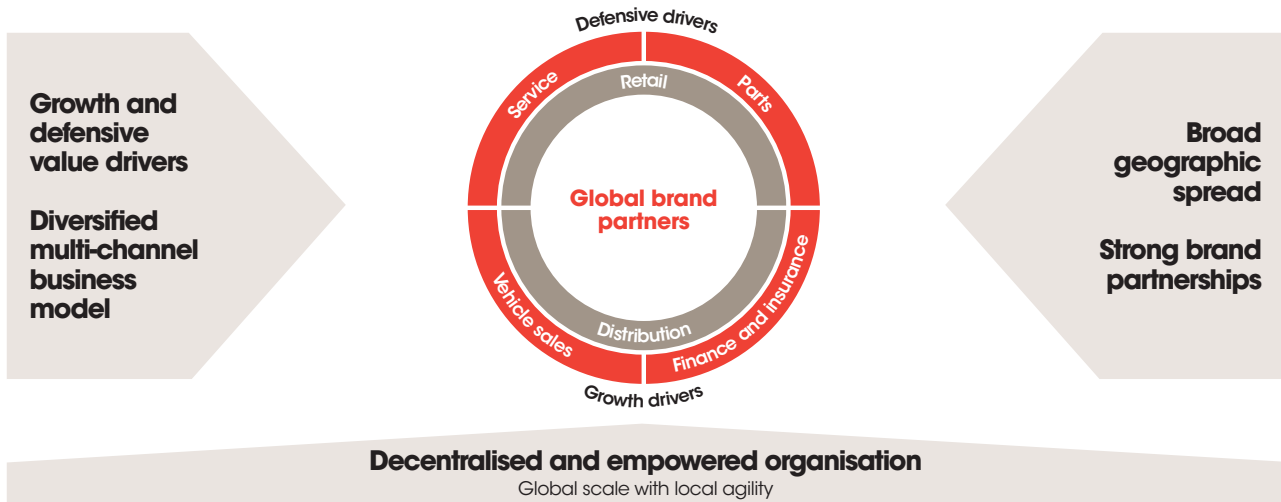 Growth and
defensive
value drivers
Diversified
multi-channel
business
model
Defensive drivers
Service
Parts
Retail
Global brand
partners
Distribution
Vehicle sales
Finance and insurance
Growth drivers
Broad
geographic
spread
Strong brand
partnerships
Decentralised and empowered organisation
Global scale with local agility